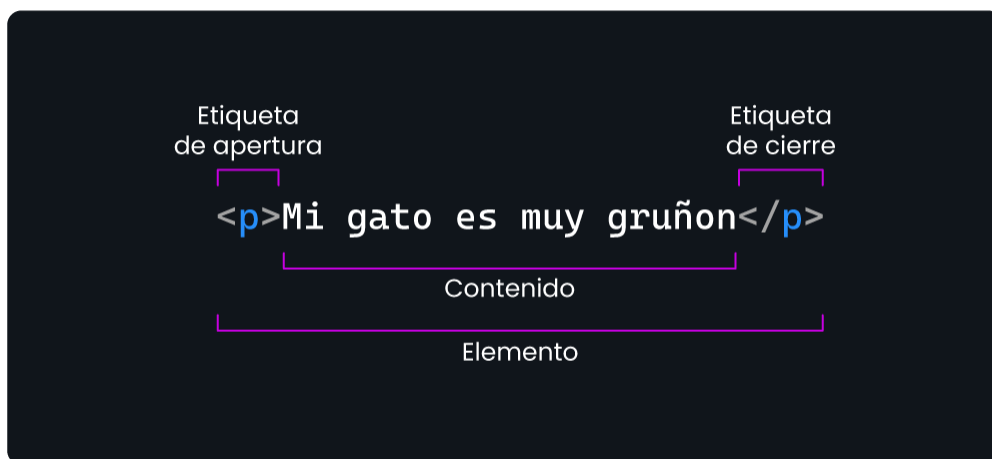 Etiqueta
de apertura
Etiqueta
de cierre
<p>Mi gato es muy gruñon</p>
Contenido
Elemento